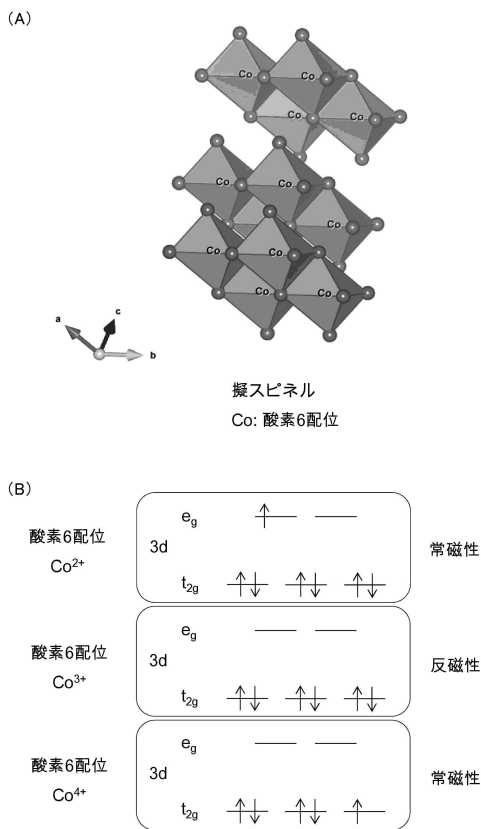 (A)
Co
Co
Co
Co
Co
Co
Co
Co
Co
Co
Co
a
c
b
擬スピネル
Co: 酸素6配位
(B)
酸素6配位
Co2+
3d
eg
t2g
常磁性
酸素6配位
Co3+
3d
eg
t2g
反磁性
酸素6配位
Co4+
3d
eg
t2g
常磁性